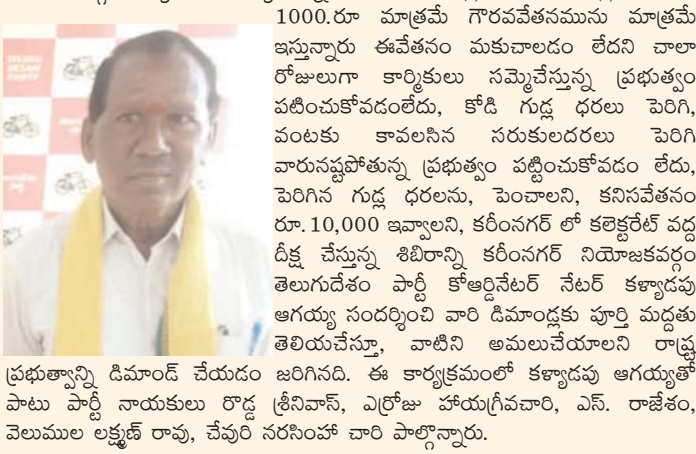 1000.రూ మాత్రమే గౌరవవేతనమును మాత్రమే
ఇస్తున్నారు ఈవేతనం మకుచాలడం లేదని చాలా
రోజులుగా కార్మికులు సమ్మెచేస్తున్న ప్రభుత్వం
పటించుకోవడంలేదు, కోడి గుడ్ల ధరలు పెరిగి,
వంటకు కావలసిన సరుకులదరలు పెరిగి
వారునష్టపోతున్న ప్రభుత్వం పట్టించుకోవడం లేదు,
పెరిగిన గుడ్ల ధరలను, పెంచాలని, కనిసవేతనం
రూ.10,000 ఇవ్వాలని, కరీంనగర్ లో కలెక్టరేట్ వద్ద
దీక్ష చేస్తున్న శిబిరాన్ని కరీంనగర్ నియోజకవర్గం
తెలుగుదేశం పార్టీ కోఆర్డినేటర్ నేటర్ కళ్యాడపు
ఆగయ్య సందర్శించి వారి డిమాండ్లకు పూర్తి మద్దతు
తెలియచేస్తూ, వాటిని అమలుచేయాలని రాష్ట్ర
ప్రభుత్వాన్ని డిమాండ్ చేయడం జరిగినది. ఈ కార్యక్రమంలో కళ్యాడపు ఆగయ్యతో
పాటు పార్టీ నాయకులు రొడ్డ శ్రీనివాస్, ఎర్రోజు హాయగ్రీవచారి, ఎస్. రాజేశం,
వెలుముల లక్ష్మణ్ రావు, చేవురి నరసింహా చారి పాల్గొన్నారు.